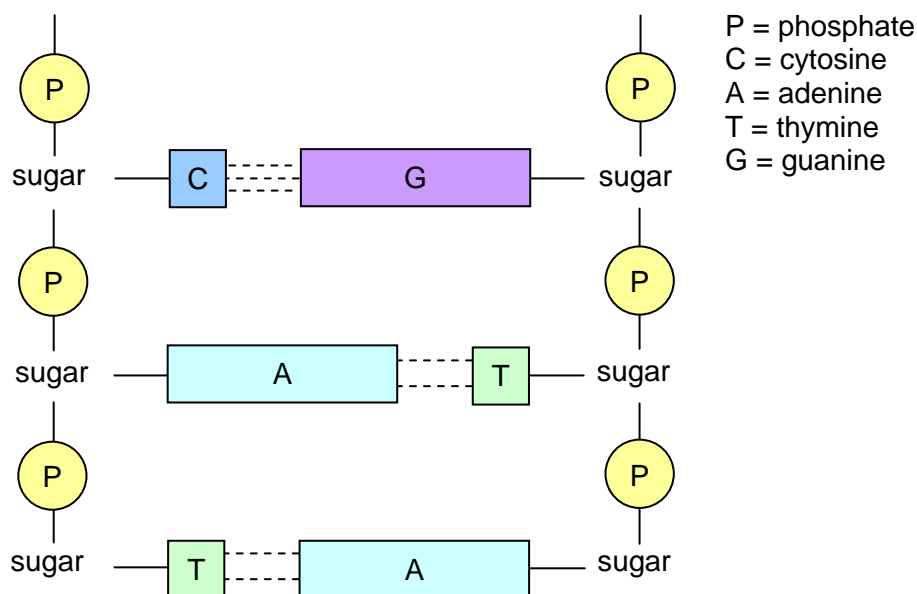 P = phosphate
C = cytosine
A = adenine
T = thymine
G = guanine
P P
sugar C G sugar
P P
sugar A T sugar
P P
sugar T A sugar